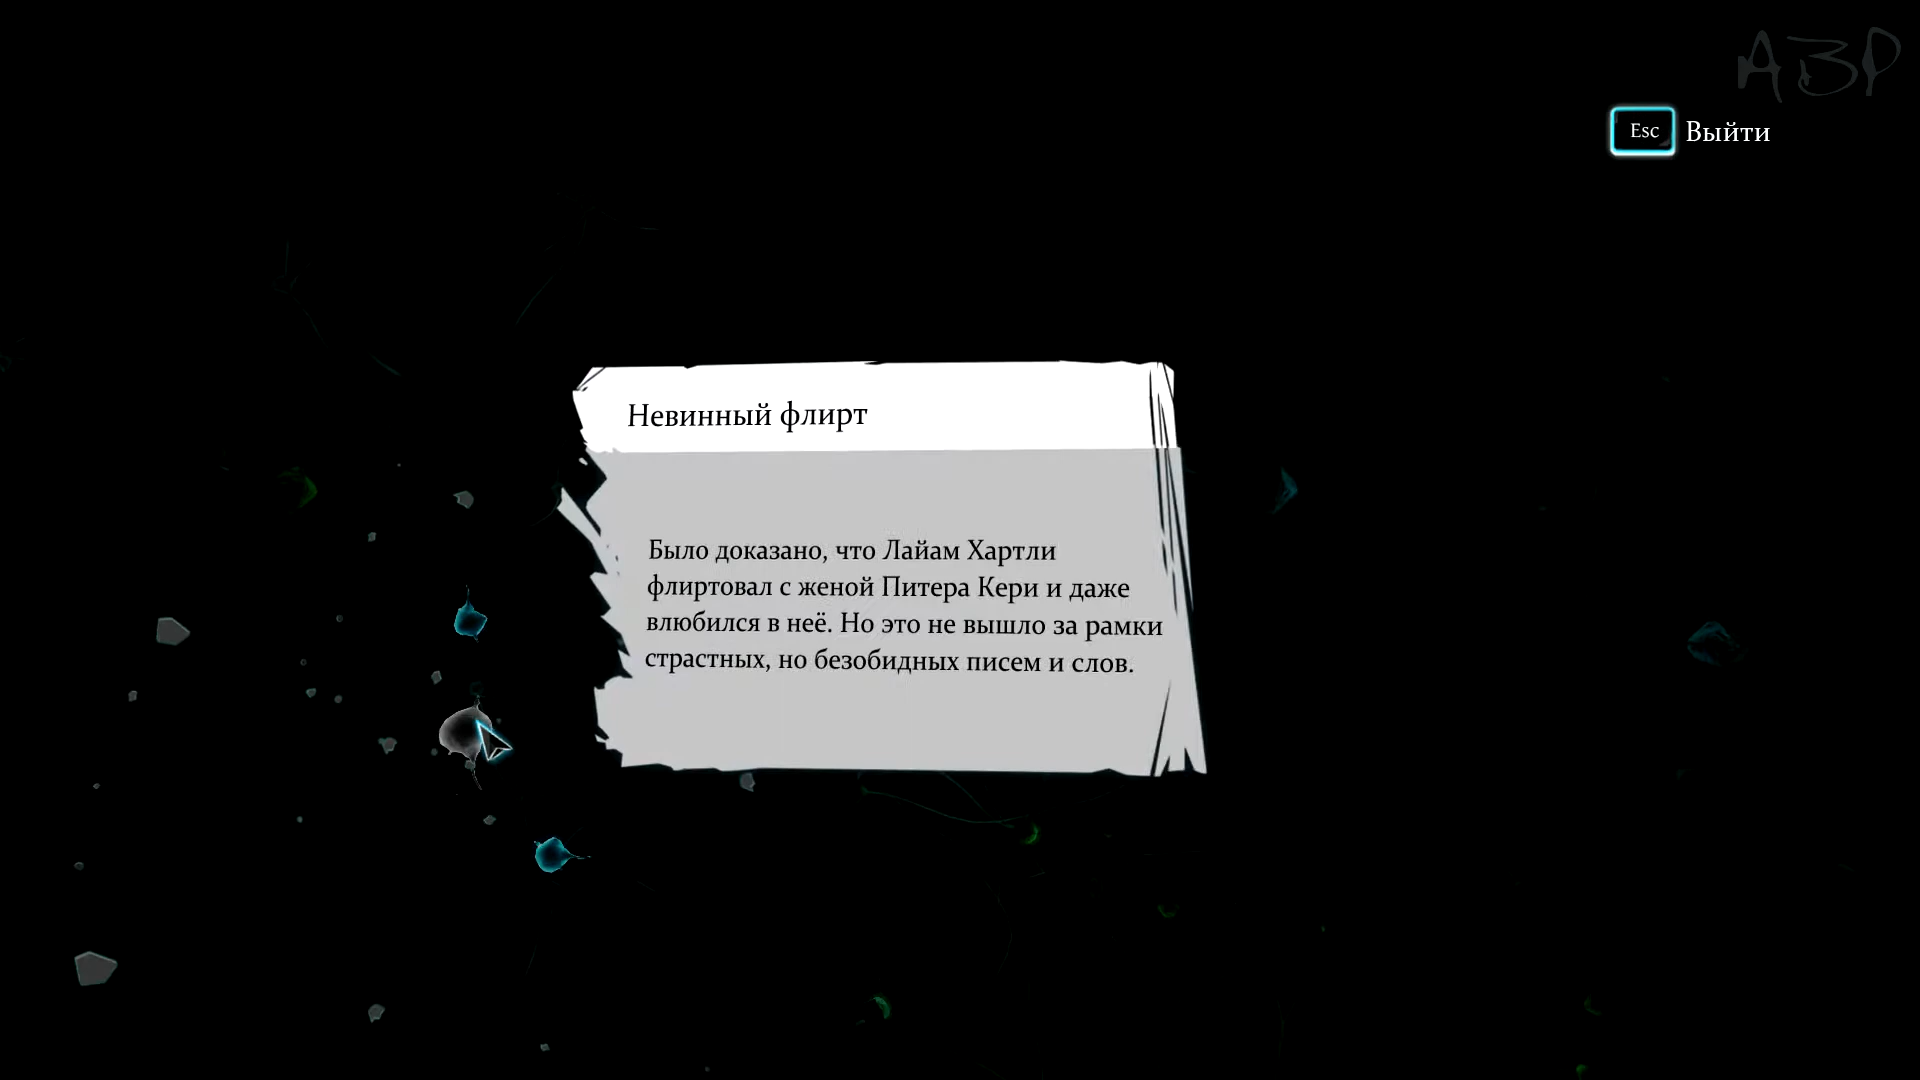 АВР
Esc Выйти
Невинный флирт
Было доказано, что Лайам Хартли
флиртовал с женой Питера Кери и даже
влюбился в неё. Но это не вышло за рамки
страстных, но безобидных писем и слов.